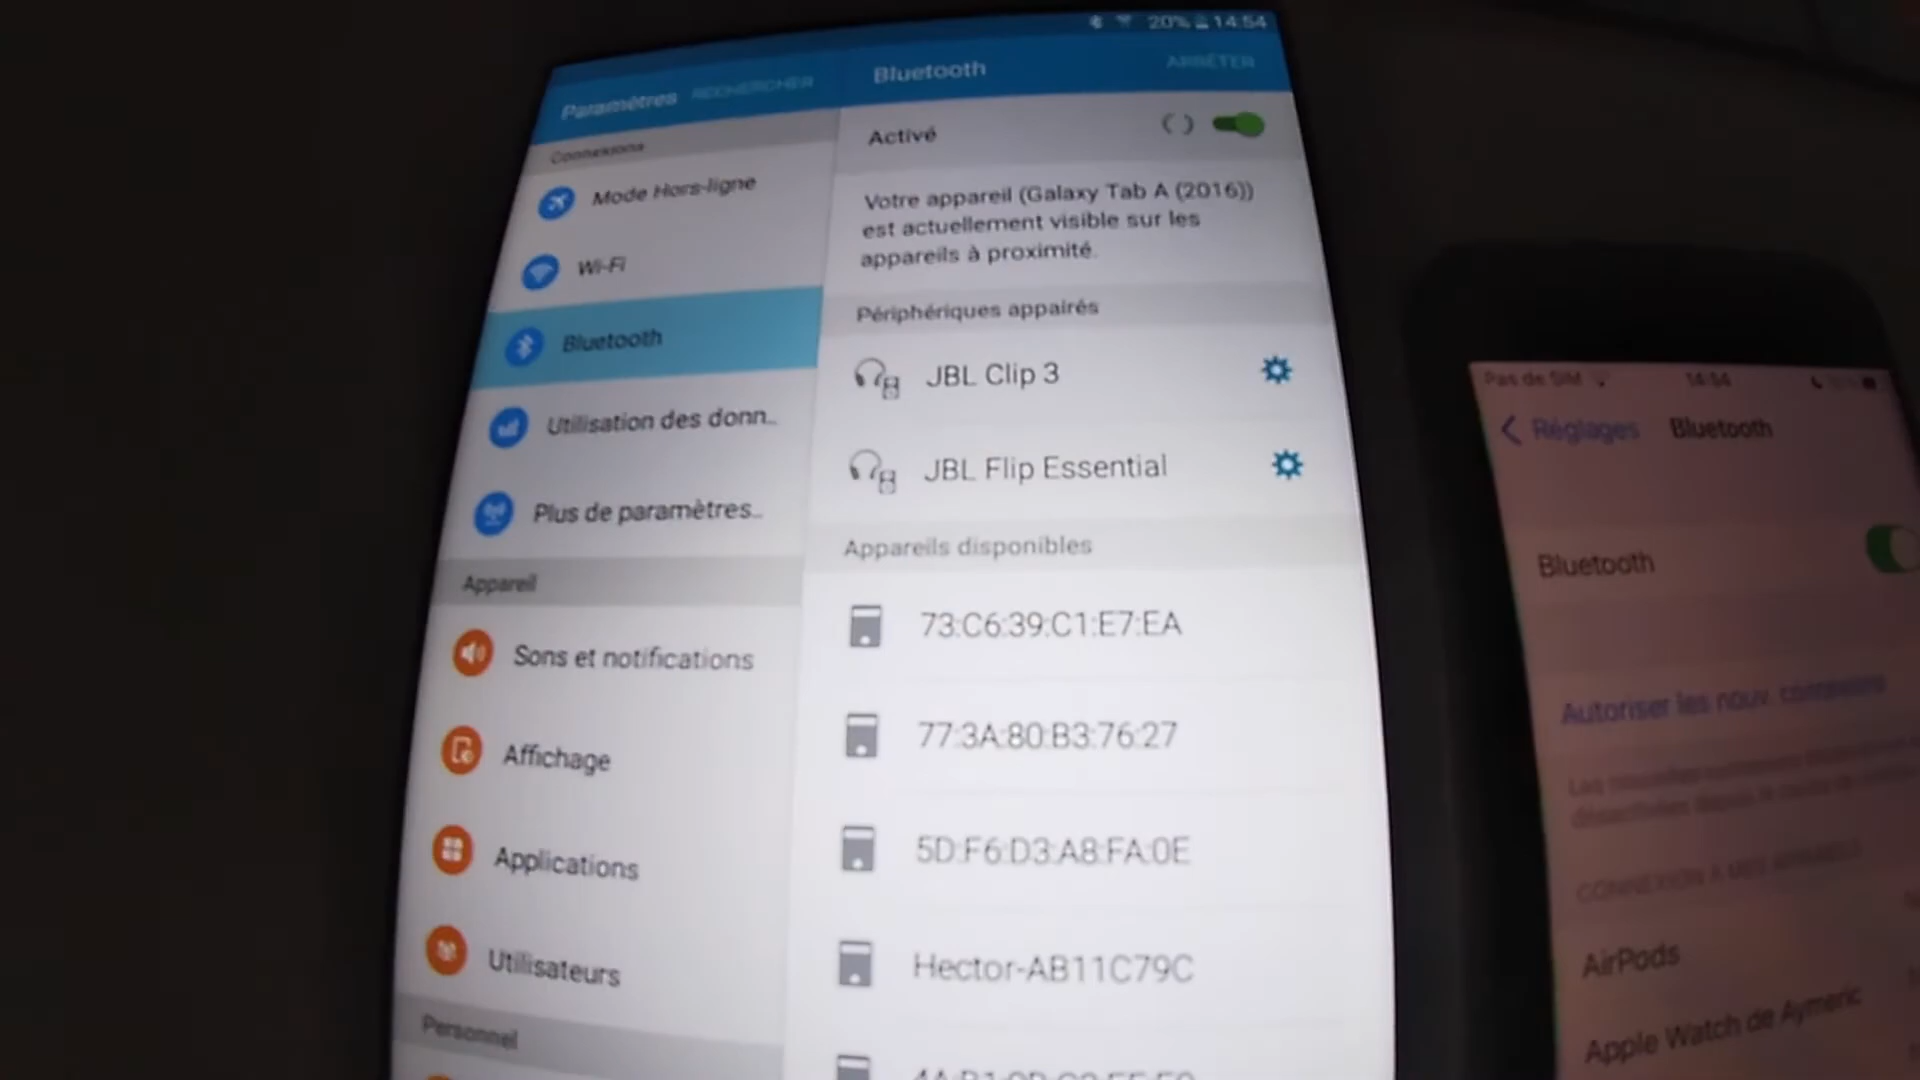 20% 14:54
Paramètres RECHERCHER
Connexions
Mode Hors-ligne
Wi-Fi
Bluetooth
Utilisation des donn..
Plus de paramètres..
Appareil
Sons et notifications
Affichage
Applications
Utilisateurs
Personnel
Bluetooth ARRÊTER
Activé
Votre appareil (Galaxy Tab A (2016))
est actuellement visible sur les
appareils à proximité.
Périphériques appairés
JBL Clip 3
JBL Flip Essential
Appareils disponibles
73:C6:39:C1:E7:EA
77:3A:80:B3:76:27
5D:F6:D3:A8:FA:0E
Hector-AB11C79C
Pas de SIM 14:54
Réglages Bluetooth
Bluetooth
Autoriser les nouv. connexions
CONNEXION À MES APPAREILS
AirPods
Apple Watch de Aymeric